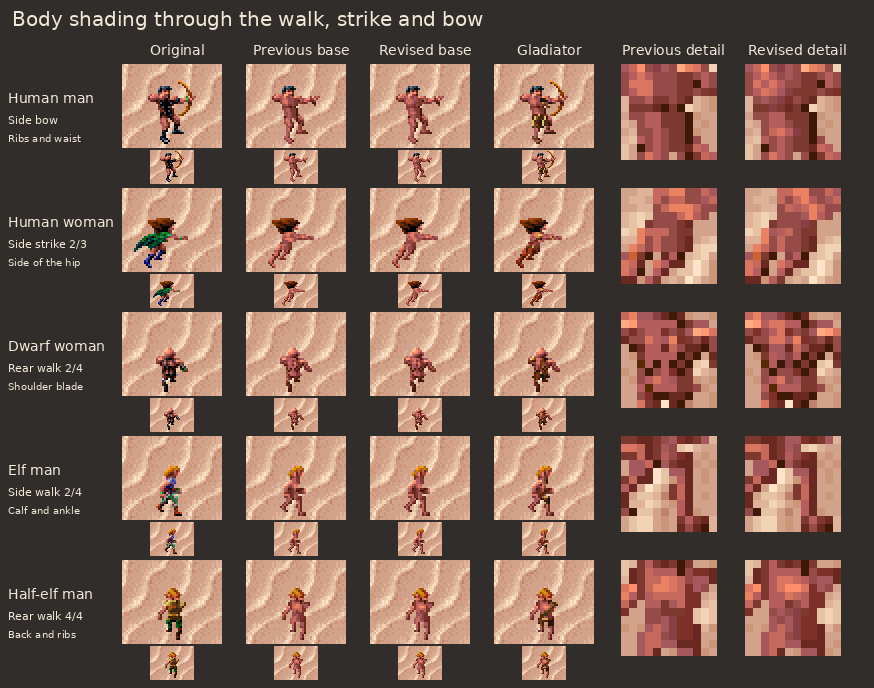 Body shading through the walk, strike and bow
Original Previous base Revised base Gladiator Previous detail Revised detail
Human man
Side bow
Ribs and waist
Human woman
Side strike 2/3
Side of the hip
Dwarf woman
Rear walk 2/4
Shoulder blade
Elf man
Side walk 2/4
Calf and ankle
Half-elf man
Rear walk 4/4
Back and ribs